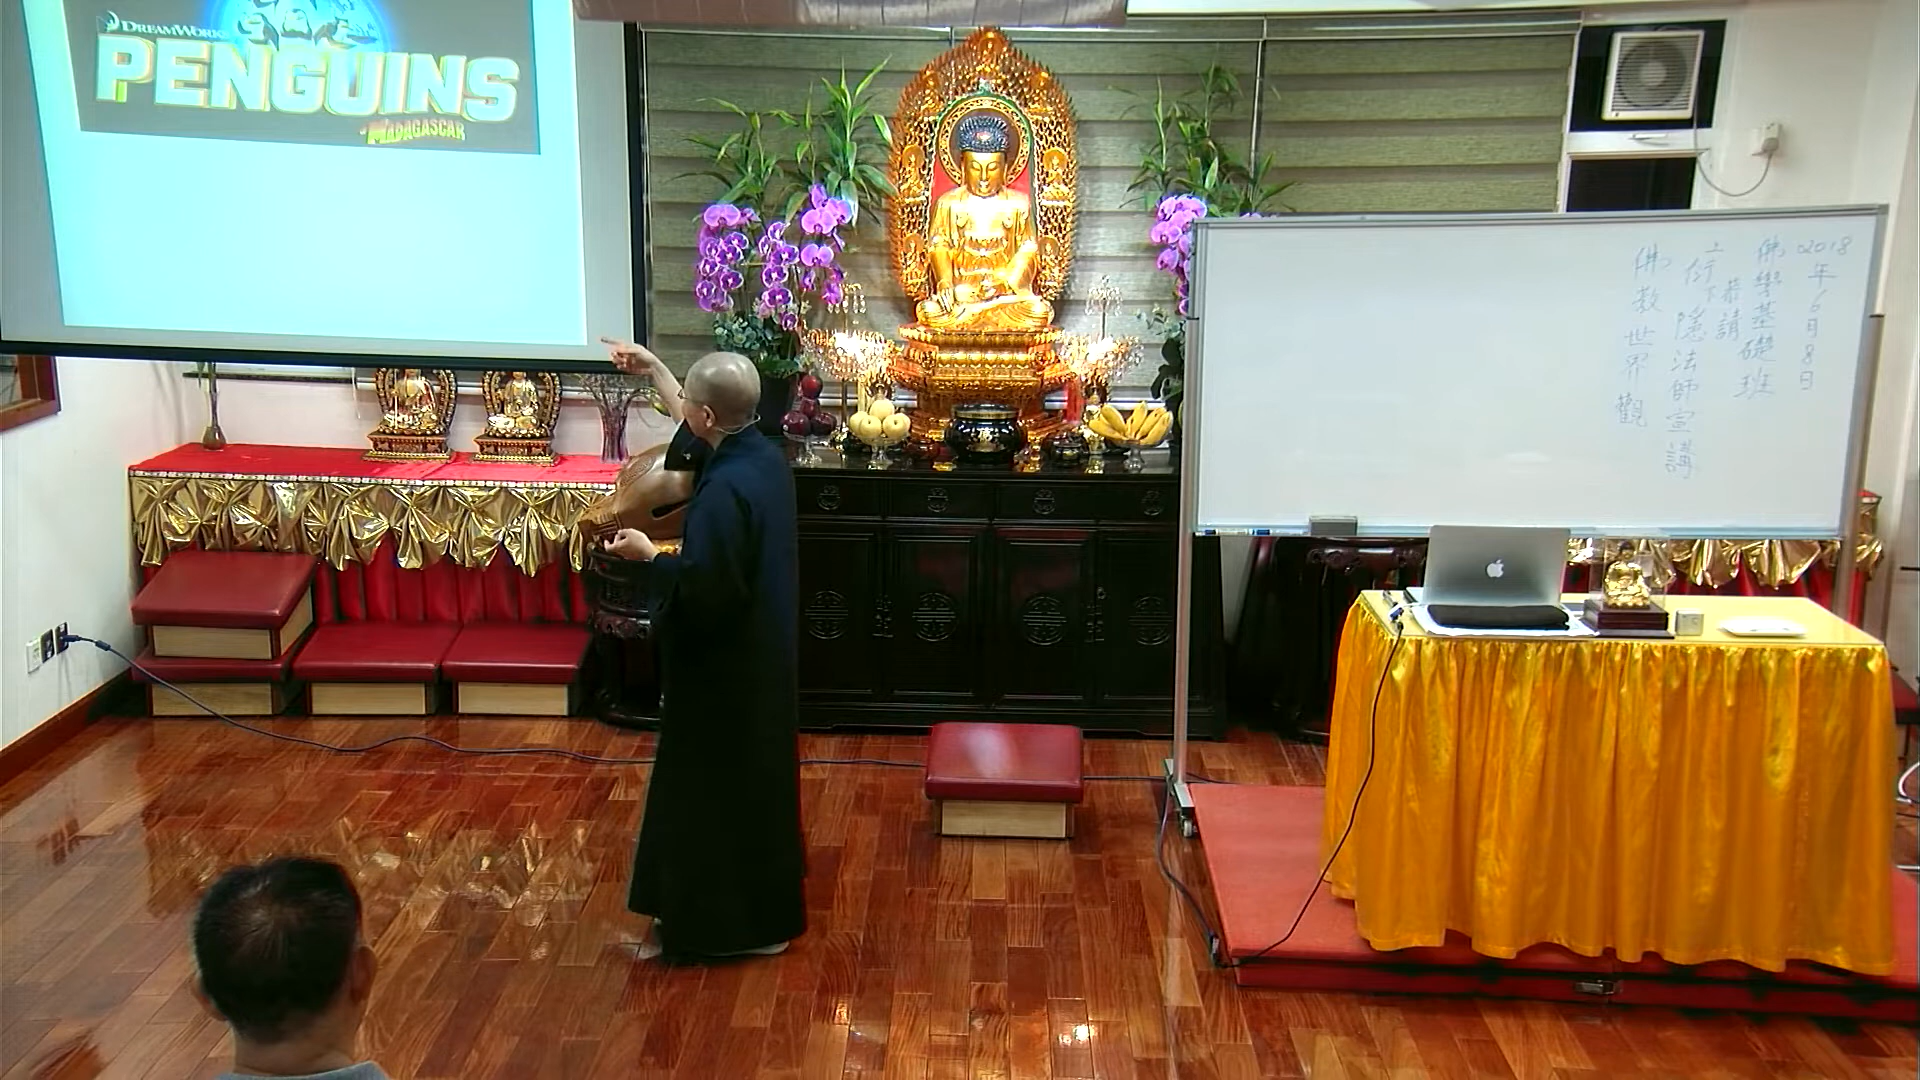 DREAMWORKS
PENGUINS
MADAGASCAR
2018年6月8日
佛學基礎班
恭請
上衍下隱法師宣講
佛教世界觀